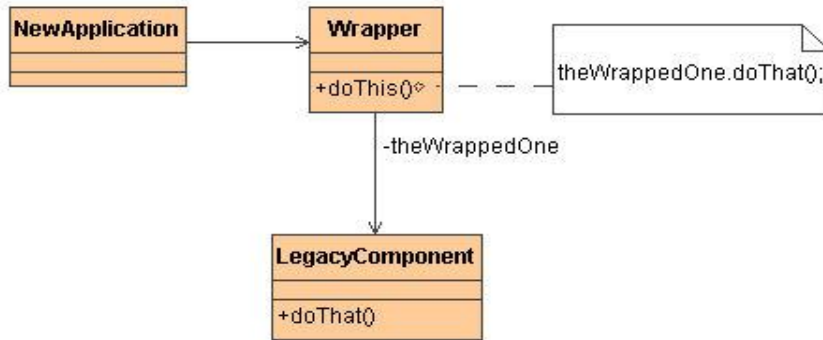 NewApplication
Wrapper
+doThis()
theWrappedOne.doThat();
-theWrappedOne
LegacyComponent
+doThat()